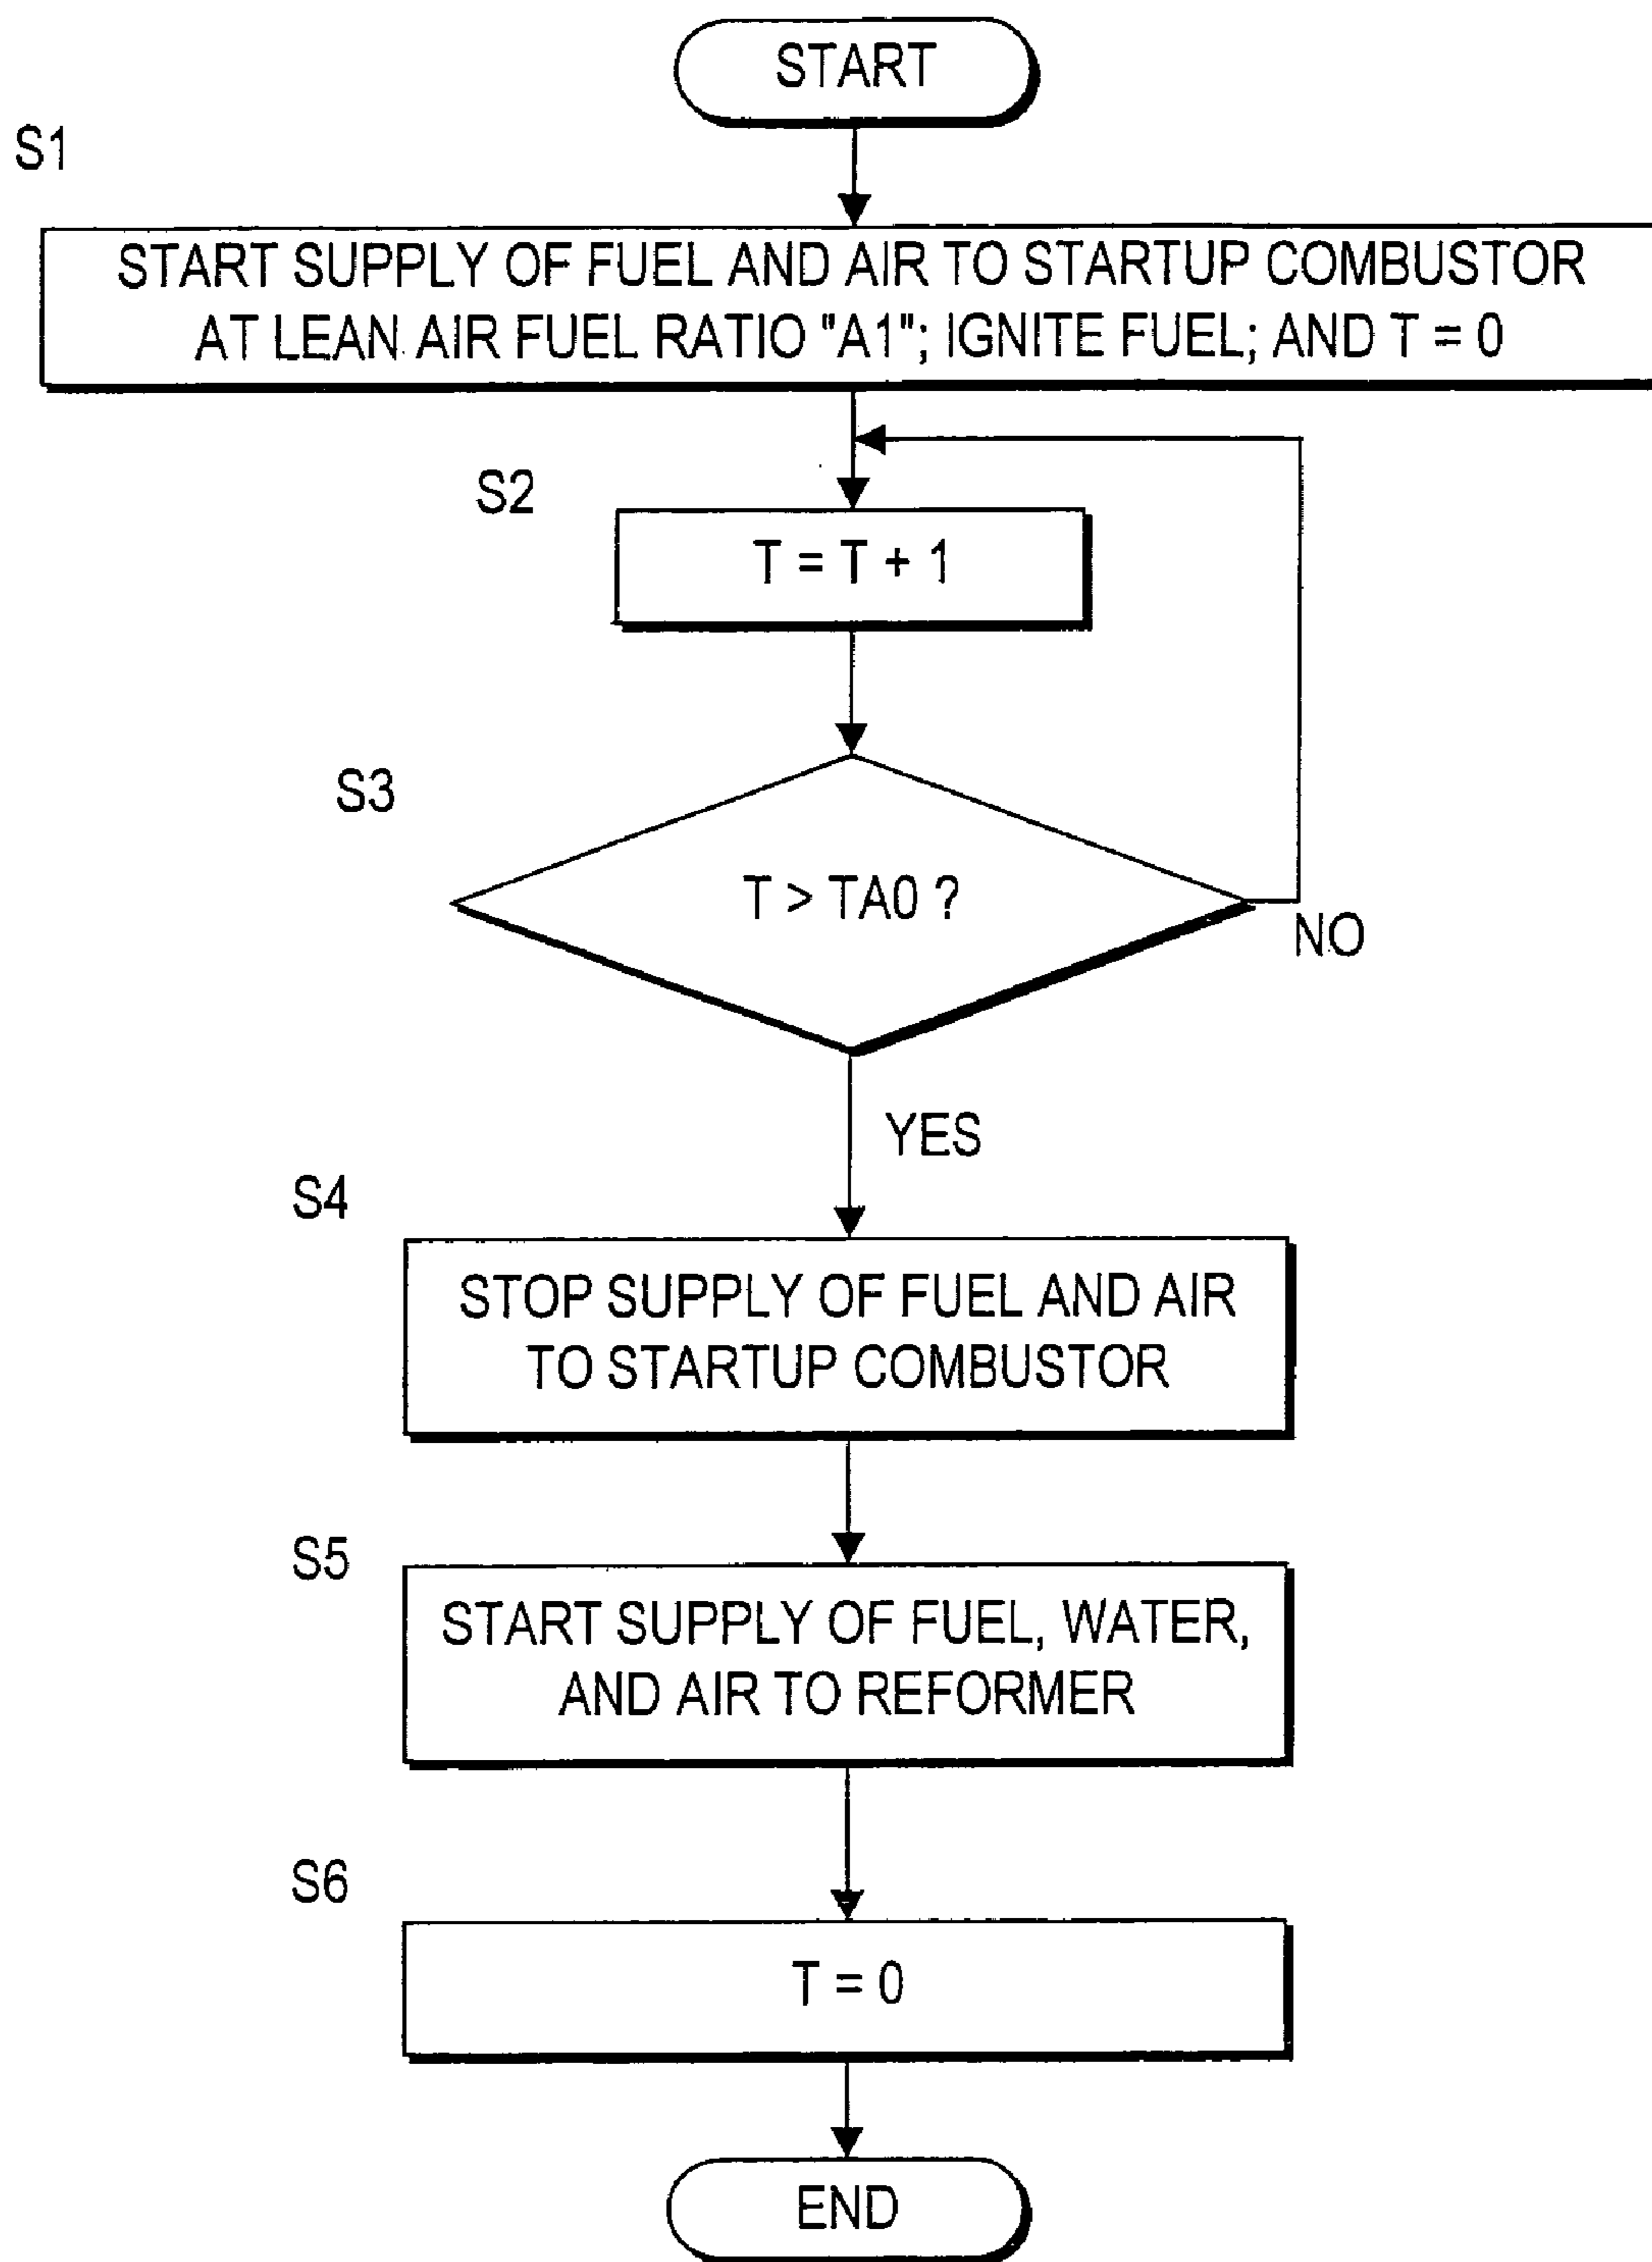 START
S1
START SUPPLY OF FUEL AND AIR TO STARTUP COMBUSTOR
AT LEAN AIR FUEL RATIO "A1"; IGNITE FUEL; AND T = 0
S2
T = T + 1
S3
T > TA0 ?
NO
YES
S4
STOP SUPPLY OF FUEL AND AIR
TO STARTUP COMBUSTOR
S5
START SUPPLY OF FUEL, WATER,
AND AIR TO REFORMER
S6
T = 0
END